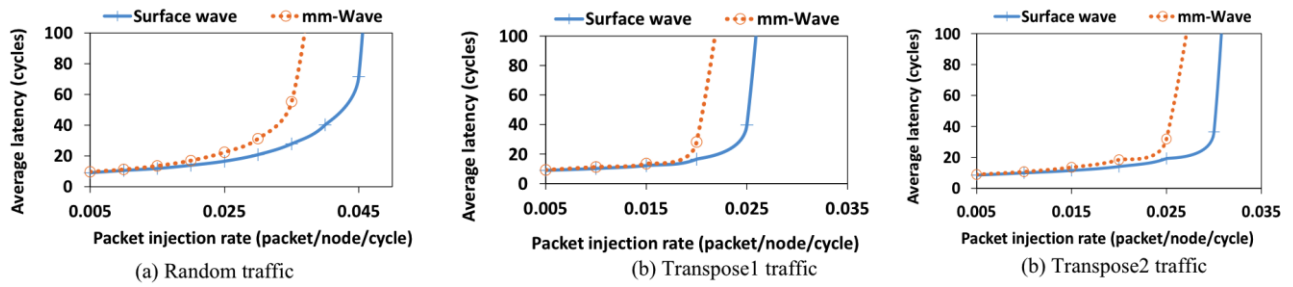 Surface wave mm-Wave
100
80
60
40
20
0
0.005 0.025 0.045
Average latency (cycles)
Packet injection rate (packet/node/cycle)
(a) Random traffic
Surface wave mm-Wave
100
80
60
40
20
0
0.005 0.015 0.025 0.035
Average latency (cycles)
Packet injection rate (packet/node/cycle)
(b) Transpose1 traffic
Surface wave mm-Wave
100
80
60
40
20
0
0.005 0.015 0.025 0.035
Average latency (cycles)
Packet injection rate (packet/node/cycle)
(b) Transpose2 traffic